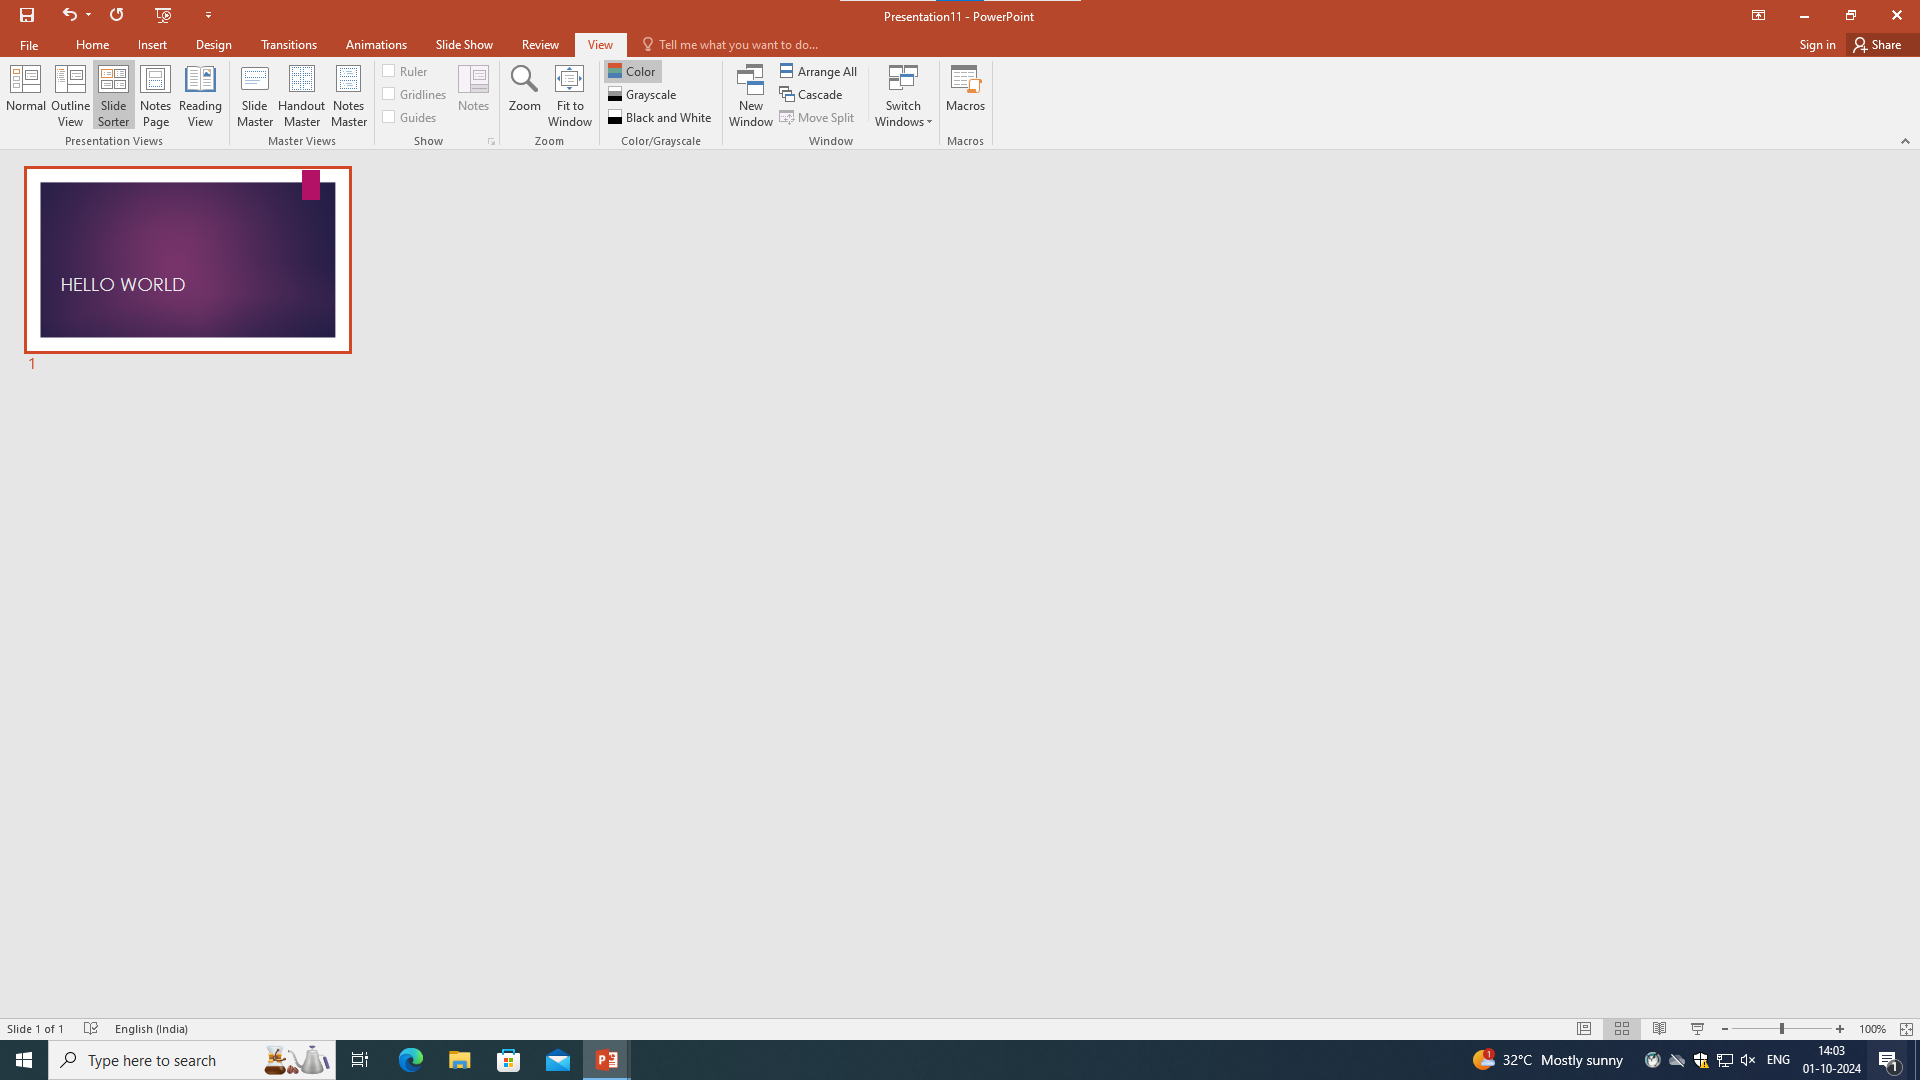 Presentation11 - PowerPoint
File Home Insert Design Transitions Animations Slide Show Review View Tell me what you want to do... Sign in Share
Normal Outline View Slide Sorter Notes Page Reading View
Presentation Views
Slide Master Handout Master Notes Master
Master Views
Ruler
Gridlines
Guides
Notes
Show
Zoom Fit to Window
Zoom
Color
Grayscale
Black and White
Color/Grayscale
New Window
Arrange All
Cascade
Move Split
Switch Windows
Window
Macros
Macros
HELLO WORLD
1
Slide 1 of 1 English (India) 100%
Type here to search
32°C Mostly sunny
ENG
14:03
01-10-2024
1
1